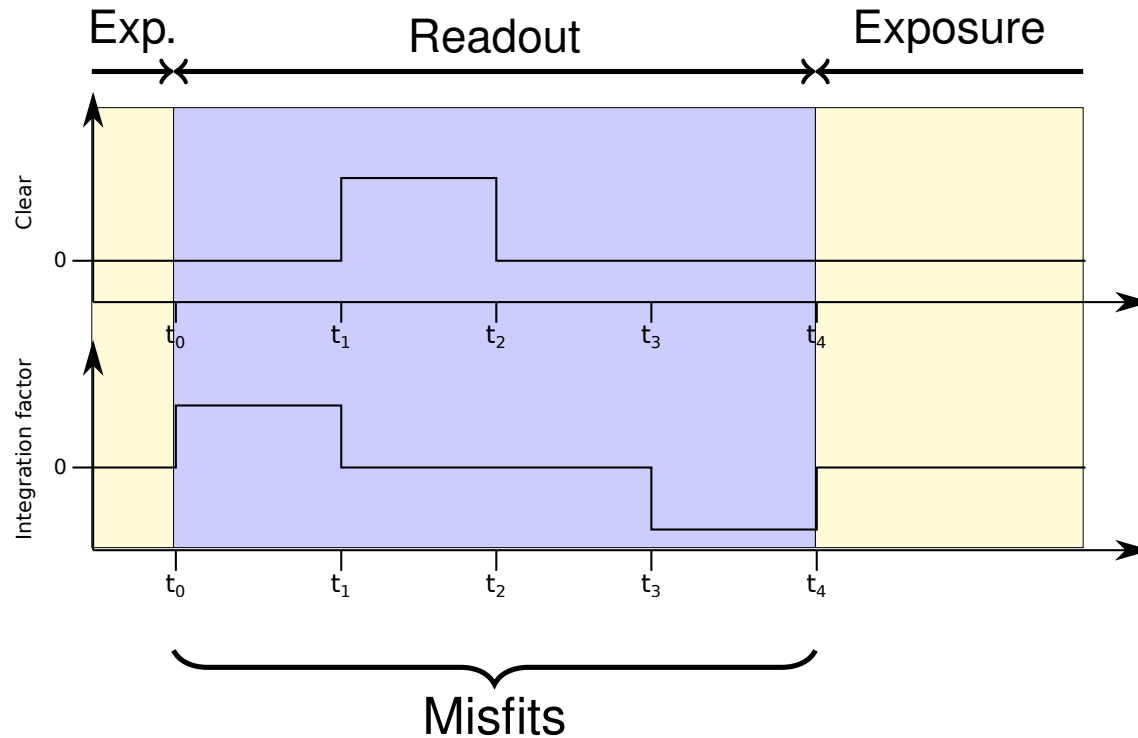 Exp.
Readout
Exposure
Clear
0
t₀ t₁ t₂ t₃ t₄
Integration factor
0
t₀ t₁ t₂ t₃ t₄
Misfits